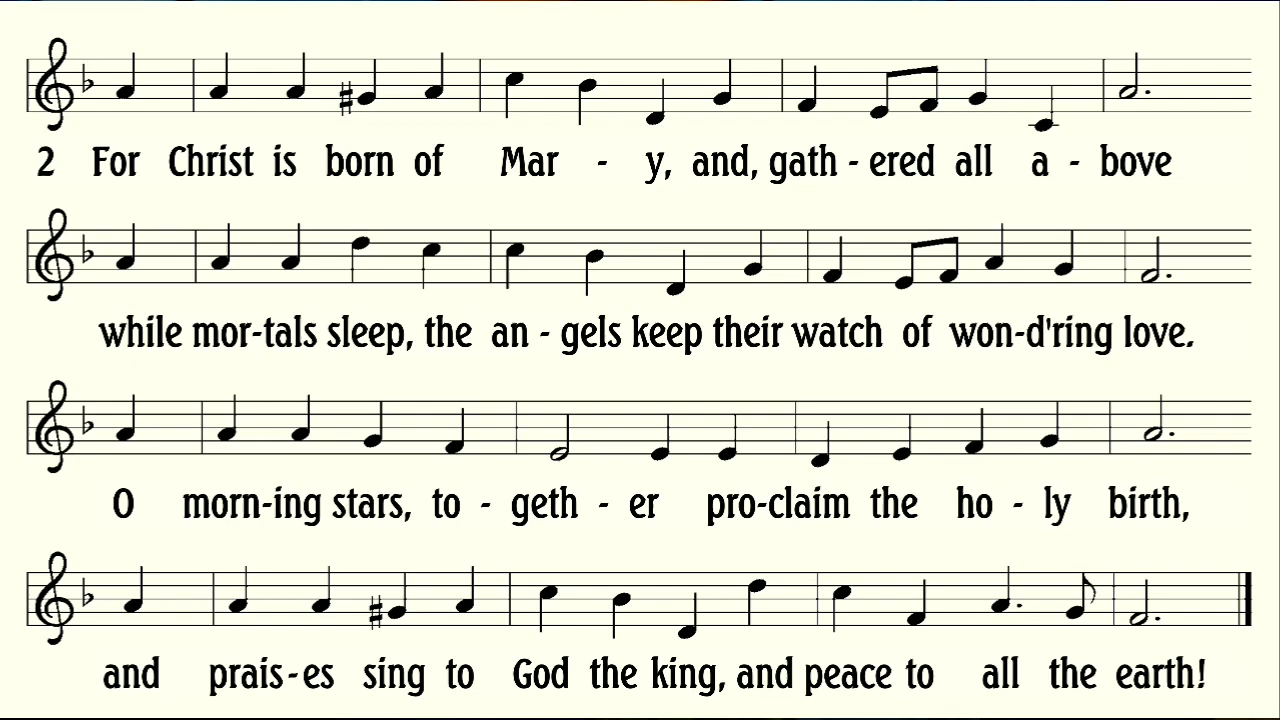 2 For Christ is born of Mar - y, and, gath - ered all a - bove
while mor-tals sleep, the an - gels keep their watch of won-d'ring love.
O morn-ing stars, to - geth - er pro-claim the ho - ly birth,
and prais-es sing to God the king, and peace to all the earth!